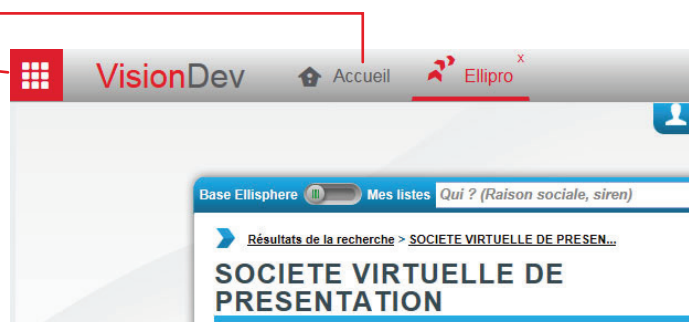 VisionDev Accueil Ellipro x
Base Ellisphere Mes listes Qui ? (Raison sociale, siren)
Résultats de la recherche > SOCIETE VIRTUELLE DE PRESEN...
SOCIETE VIRTUELLE DE
PRESENTATION